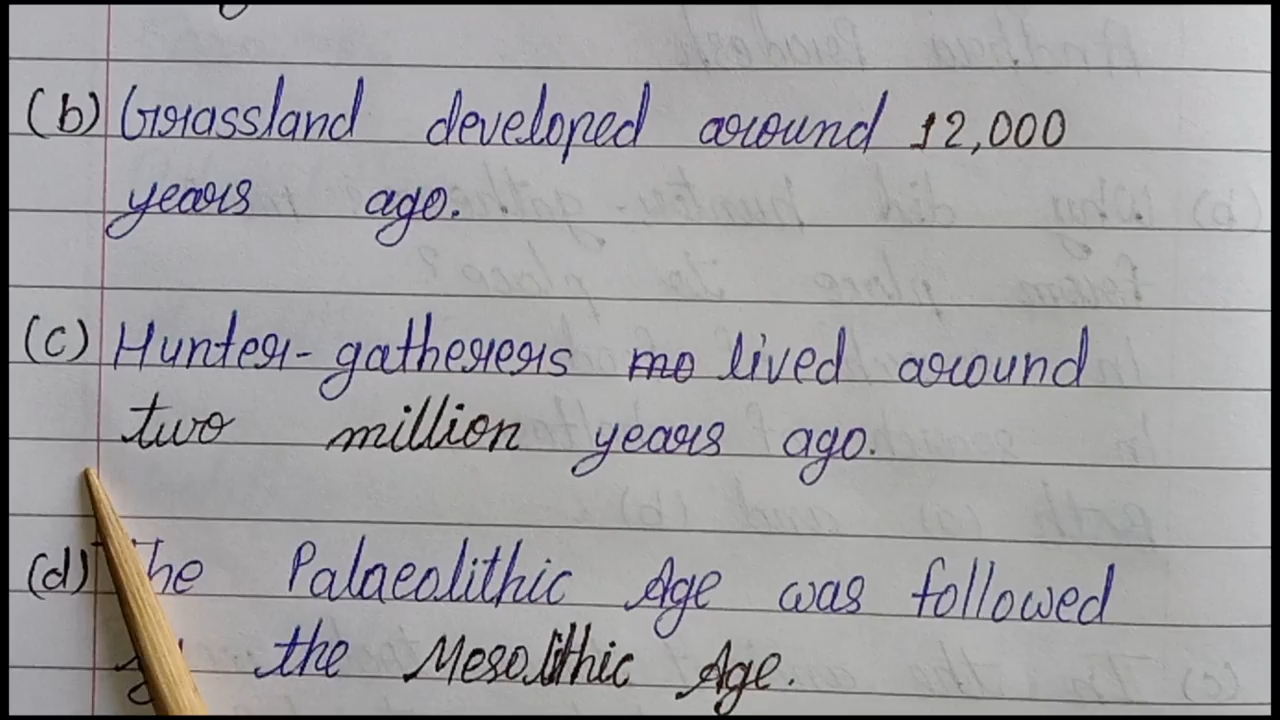 (b) Grassland developed around 12,000
years ago.
(c) Hunter-gatherers mo lived around
two million years ago.
(d) The Palaeolithic Age was followed
the Mesolithic Age.